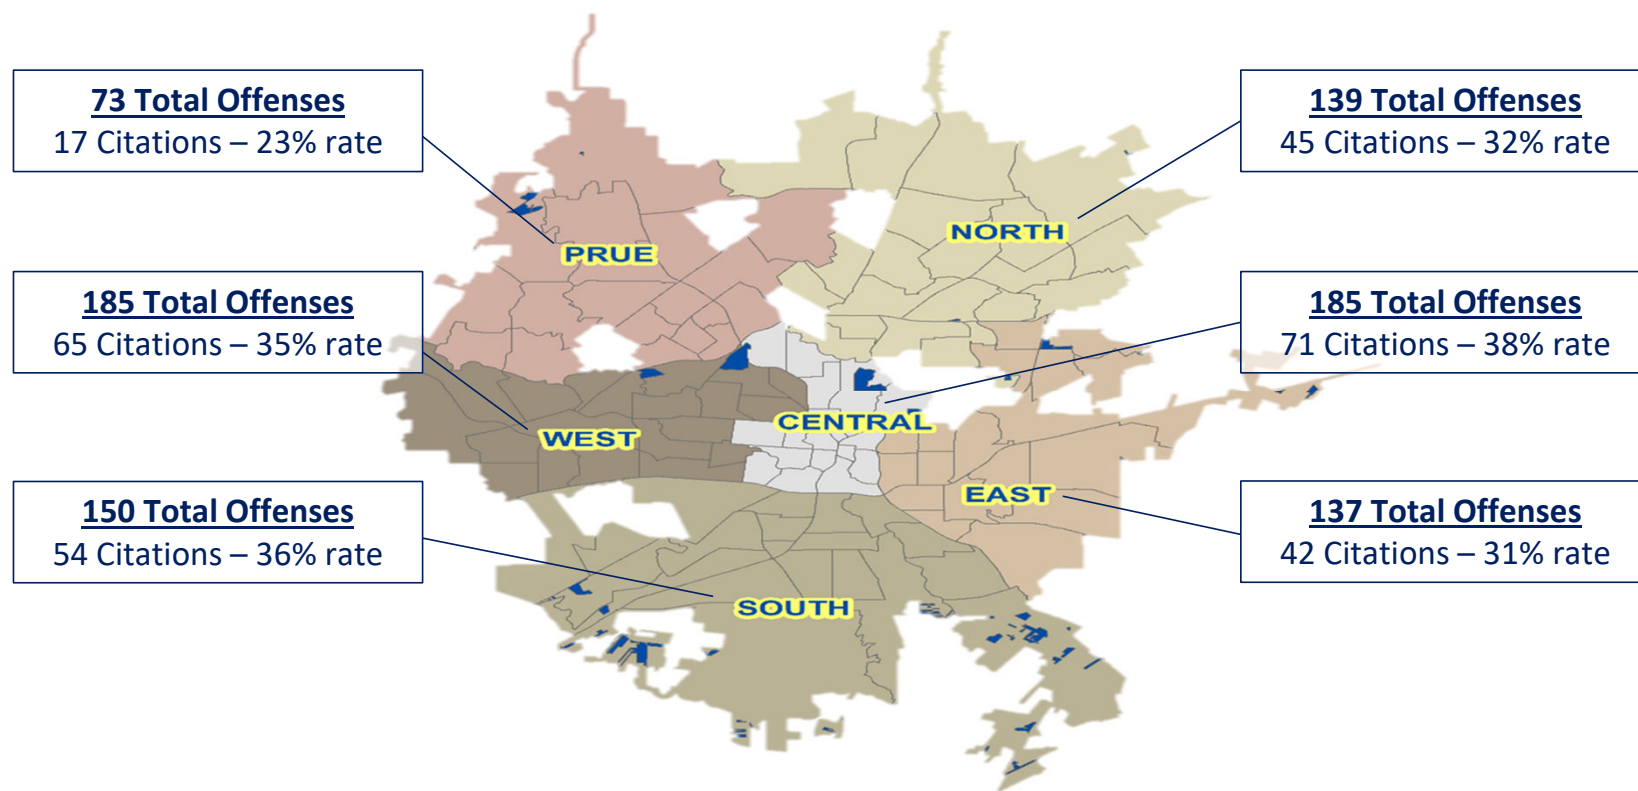 73 Total Offenses
17 Citations – 23% rate
139 Total Offenses
45 Citations – 32% rate
NORTH
PRUE
185 Total Offenses
65 Citations – 35% rate
185 Total Offenses
71 Citations – 38% rate
CENTRAL
WEST
150 Total Offenses
54 Citations – 36% rate
EAST
137 Total Offenses
42 Citations – 31% rate
SOUTH